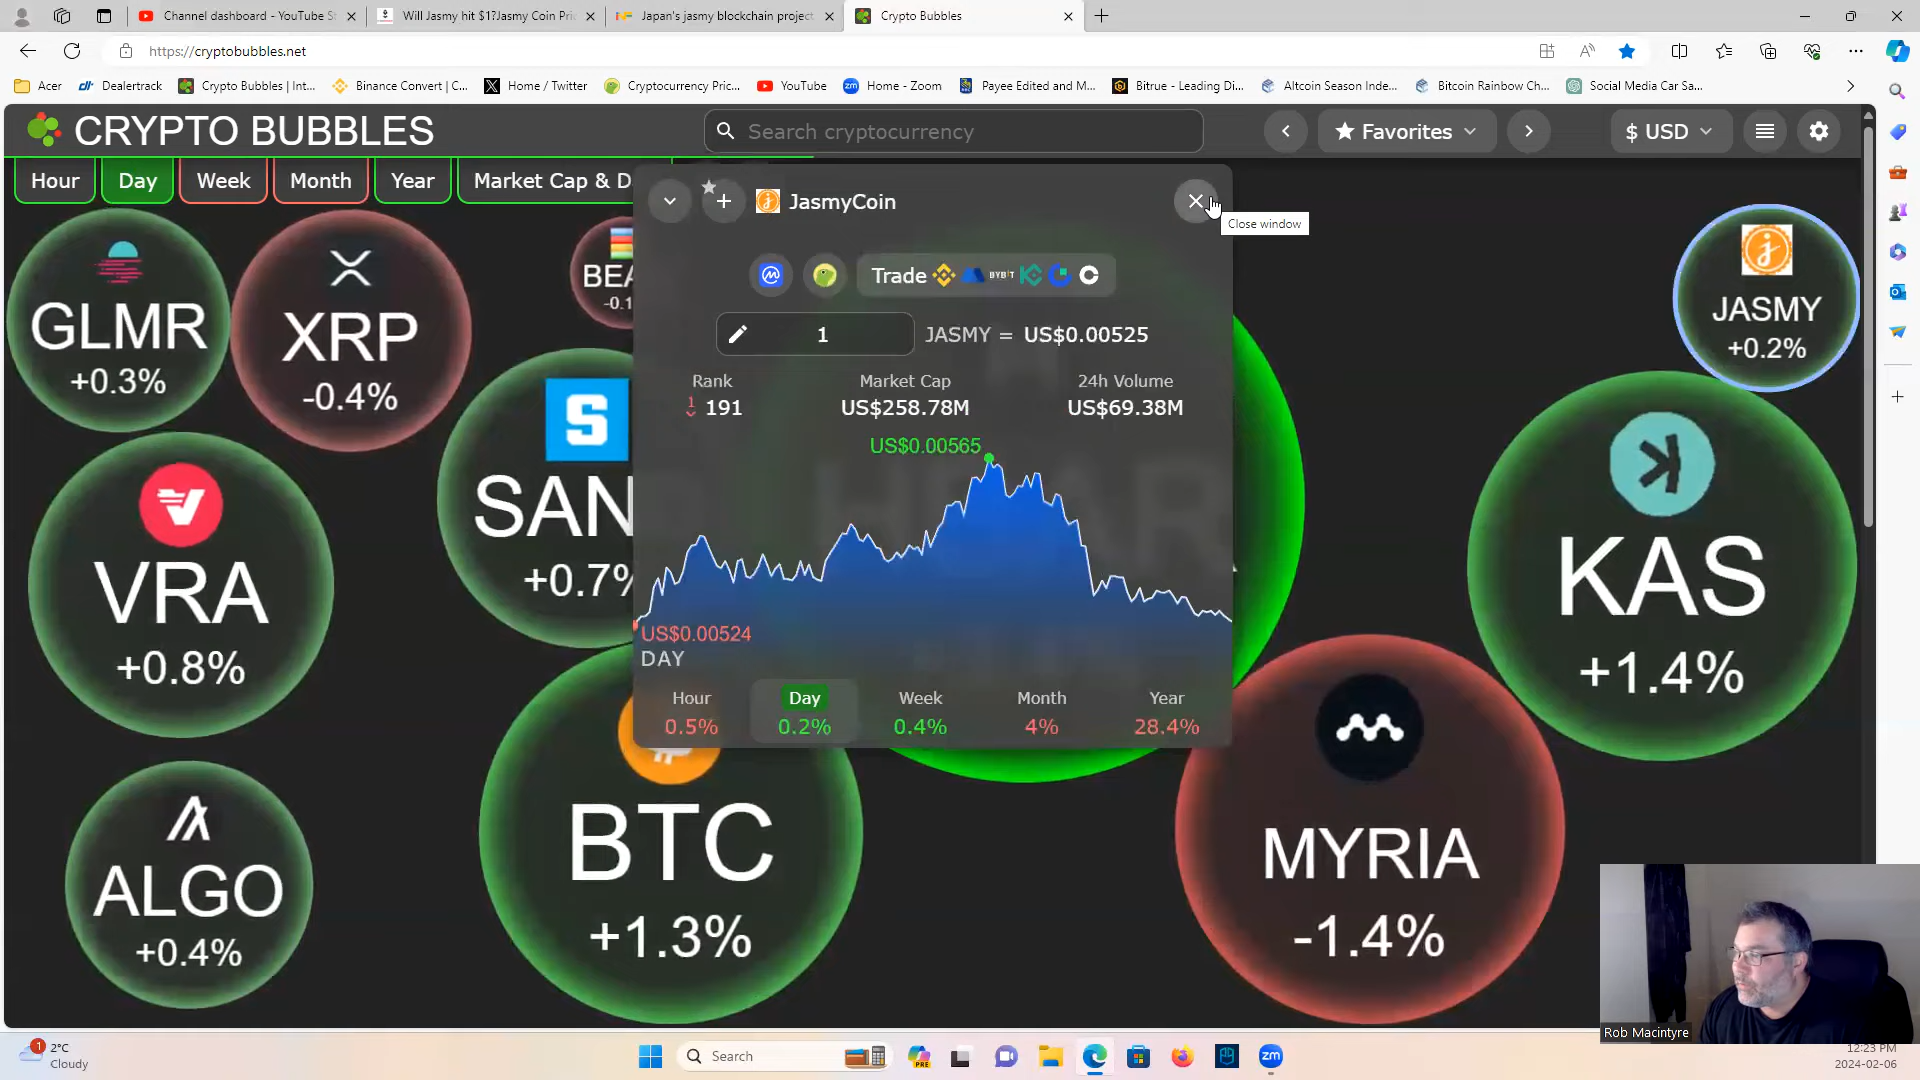 Channel dashboard - YouTube S
Will Jasmy hit $1?Jasmy Coin Pri
Japan's jasmy blockchain project
Crypto Bubbles
https://cryptobubbles.net
Acer
Dealertrack
Crypto Bubbles | Int...
Binance Convert | C...
Home / Twitter
Cryptocurrency Pric...
YouTube
Home - Zoom
Payee Edited and M...
Bitrue - Leading Di...
Altcoin Season Inde...
Bitcoin Rainbow Ch...
Social Media Car Sa...
CRYPTO BUBBLES
Search cryptocurrency
Favorites
$ USD
Hour
Day
Week
Month
Year
Market Cap & D
JasmyCoin
Close window
Trade
BYBIT
1
JASMY = US$0.00525
Rank
Market Cap
24h Volume
1 191
US$258.78M
US$69.38M
US$0.00565
US$0.00524
DAY
Hour
Day
Week
Month
Year
0.5%
0.2%
0.4%
4%
28.4%
GLMR
+0.3%
XRP
-0.4%
BEA
-0.1
JASMY
+0.2%
VRA
+0.8%
SAN
+0.7%
KAS
+1.4%
ALGO
+0.4%
BTC
+1.3%
MYRIA
-1.4%
Rob Macintyre
1
2°C
Cloudy
Search
PRE
zm
12:23 PM
2024-02-06